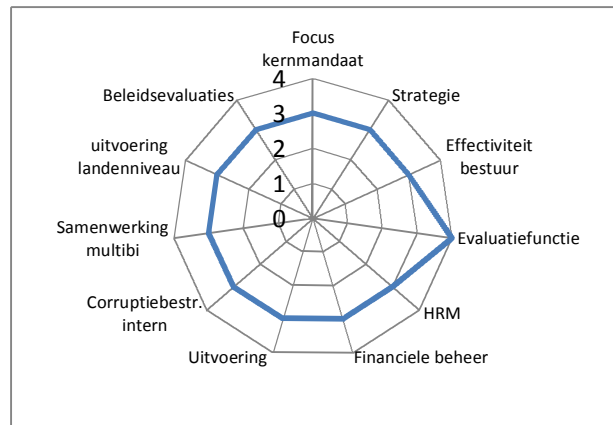 Focus
kernmandaat
Strategie
Effectiviteit
bestuur
Evaluatiefunctie
HRM
Financiele beheer
Uitvoering
Corruptiebestr.
intern
Samenwerking
multibi
uitvoering
landenniveau
Beleidsevaluaties
4
3
2
1
0